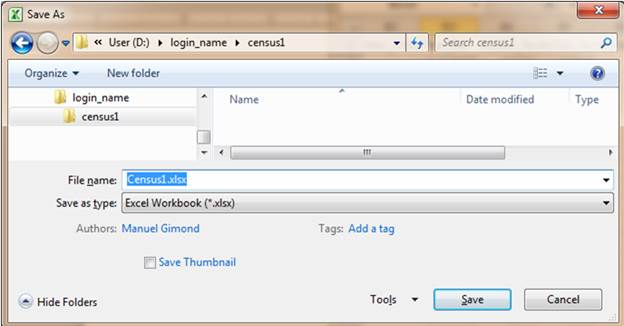 Save As
« User (D:) ▸ login_name ▸ census1
Search census1
Organize ▾ New folder
login_name
census1
Name Date modified Type
File name: Census1.xlsx
Save as type: Excel Workbook (*.xlsx)
Authors: Manuel Gimond Tags: Add a tag
Save Thumbnail
Hide Folders Tools ▾ Save Cancel